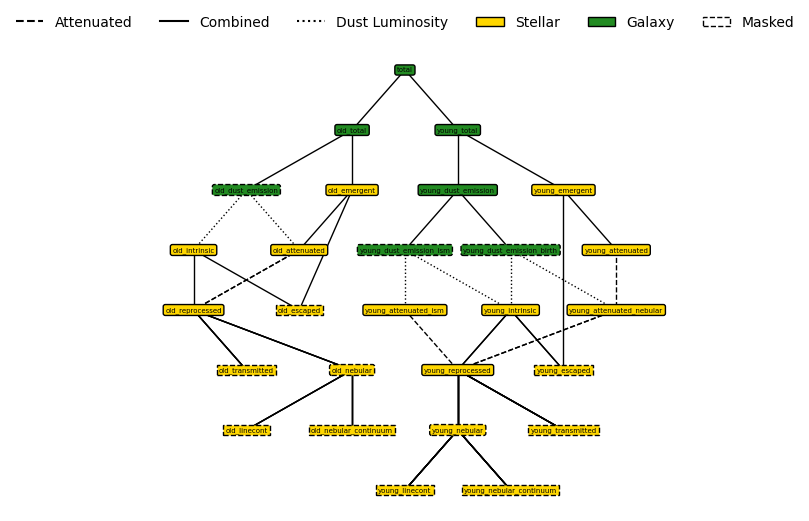 Attenuated Combined Dust Luminosity Stellar Galaxy Masked
total
old_total young_total
old_dust_emission old_emergent young_dust_emission young_emergent
old_intrinsic old_attenuated young_dust_emission_ism young_dust_emission_birth young_attenuated
old_reprocessed old_escaped young_attenuated_ism young_intrinsic young_attenuated_nebular
old_transmitted old_nebular young_reprocessed young_escaped
old_linecont old_nebular_continuum young_nebular young_transmitted
young_linecont young_nebular_continuum